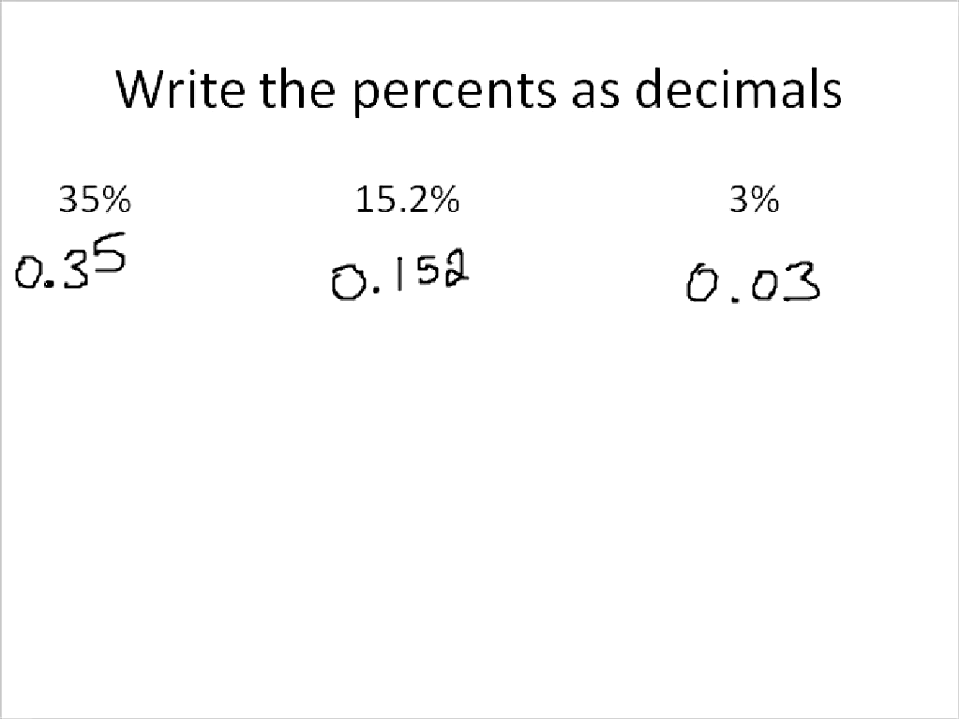 Write the percents as decimals
35% 15.2% 3%
0.35 0.152 0.03